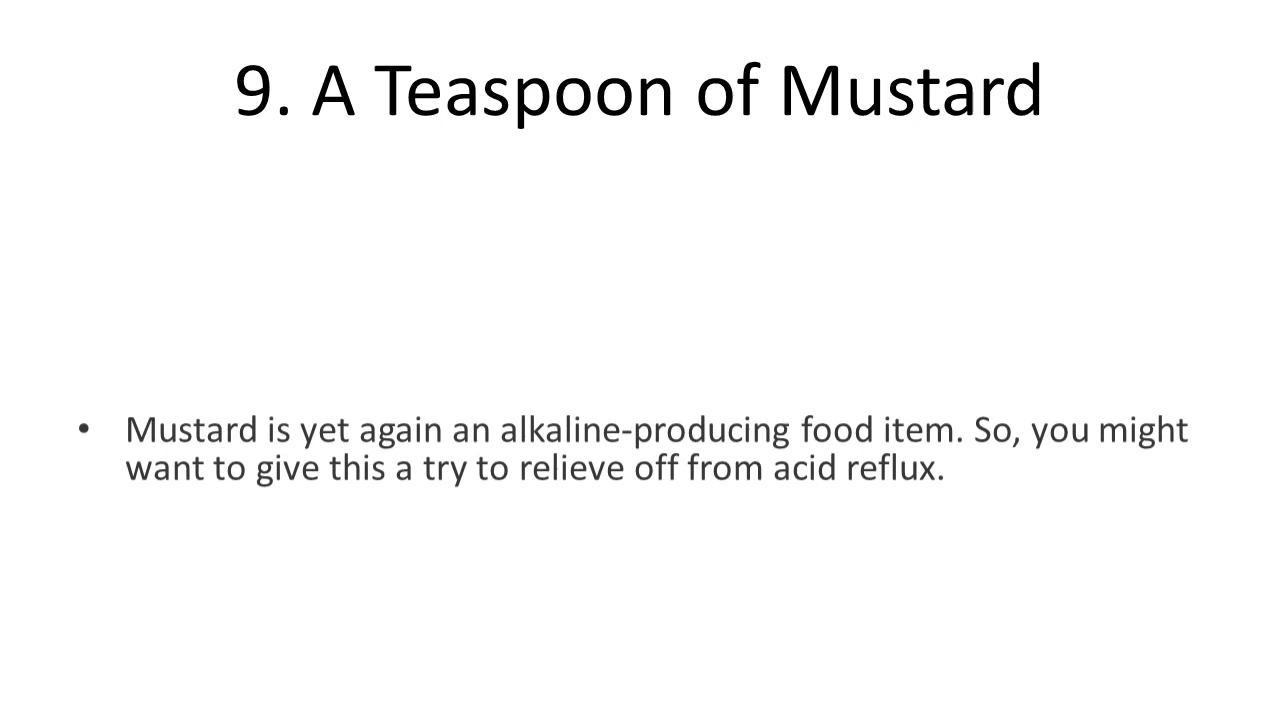 9. A Teaspoon of Mustard
• Mustard is yet again an alkaline-producing food item. So, you might
want to give this a try to relieve off from acid reflux.